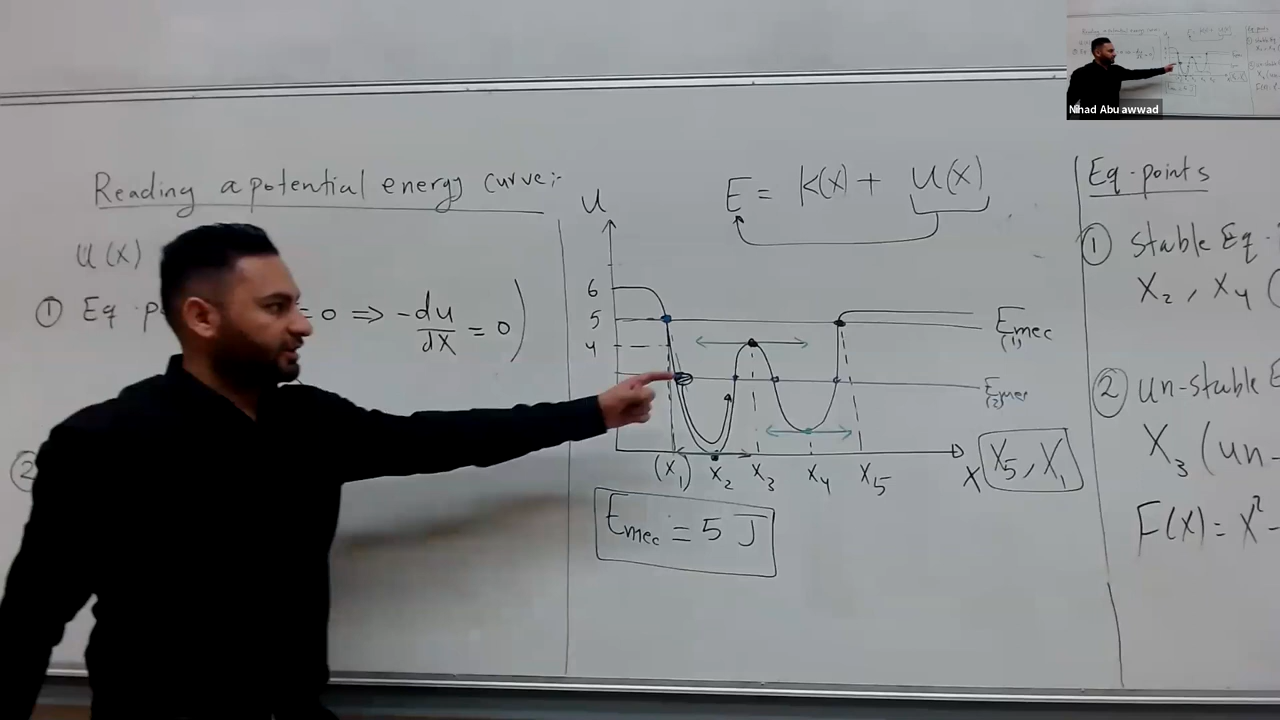 Reading a potential energy curve:-
U(x)
① Eq. p = 0 => -du/dx = 0)
②
U
E = K(x) + U(x)
6
5
4
Emec
(1)
Emec
(2)
(x₁) x₂ x₃ x₄ x₅ x
x₅, x₁
Emec = 5 J
Eq. points
① stable Eq.
x₂, x₄ (
② un-stable E
x₃ (un-
F(x) = x² -
Nihad Abu awwad